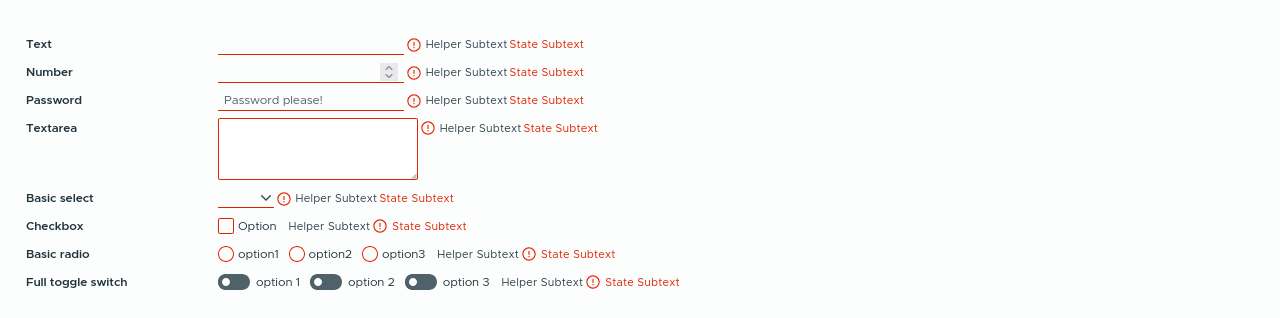 Text Helper Subtext State Subtext
Number Helper Subtext State Subtext
Password Password please! Helper Subtext State Subtext
Textarea Helper Subtext State Subtext
Basic select Helper Subtext State Subtext
Checkbox Option Helper Subtext State Subtext
Basic radio option1 option2 option3 Helper Subtext State Subtext
Full toggle switch option 1 option 2 option 3 Helper Subtext State Subtext